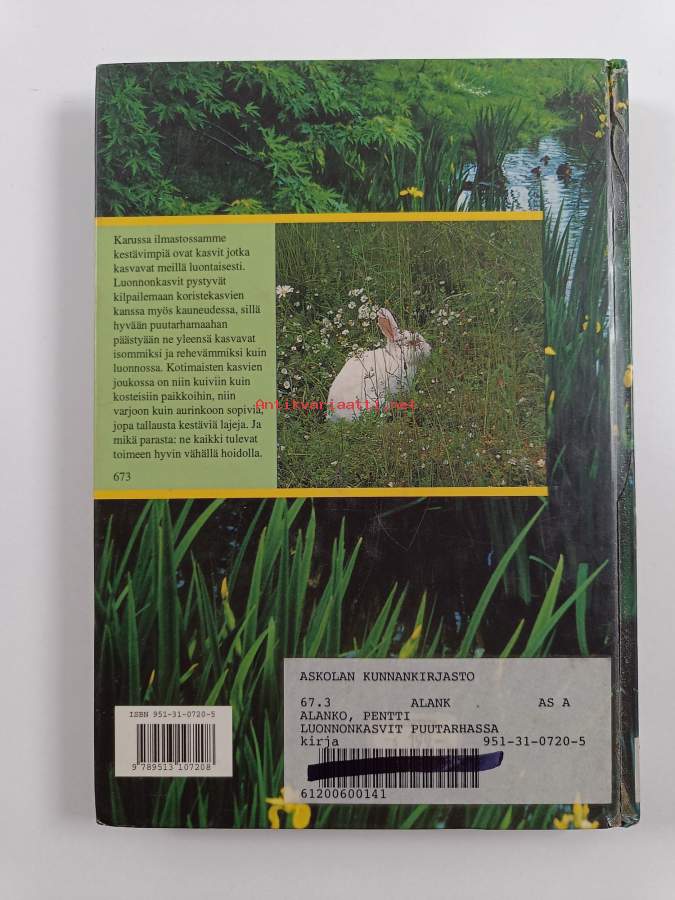 Karussa ilmastossamme
kestävimpiä ovat kasvit jotka
kasvavat meillä luontaisesti.
Luonnonkasvit pystyvät
kilpailemaan koristekasvien
kanssa myös kauneudessa, sillä
hyvään puutarhamaahan
päästyään ne yleensä kasvavat
isommiksi ja rehevämmiksi kuin
luonnossa. Kotimaisten kasvien
joukossa on niin kuiviin kuin
kosteisiin paikkoihin, niin
varjoon kuin aurinkoon sopivia,
jopa tallausta kestäviä lajeja. Ja
mikä parasta: ne kaikki tulevat
toimeen hyvin vähällä hoidolla.
673
Antikvariaatti.net
ISBN 951-31-0720-5
9 789513 107208
ASKOLAN KUNNANKIRJASTO
67.3 ALANK AS A
ALANKO, PENTTI
LUONNONKASVIT PUUTARHASSA
kirja 951-31-0720-5
61200600141